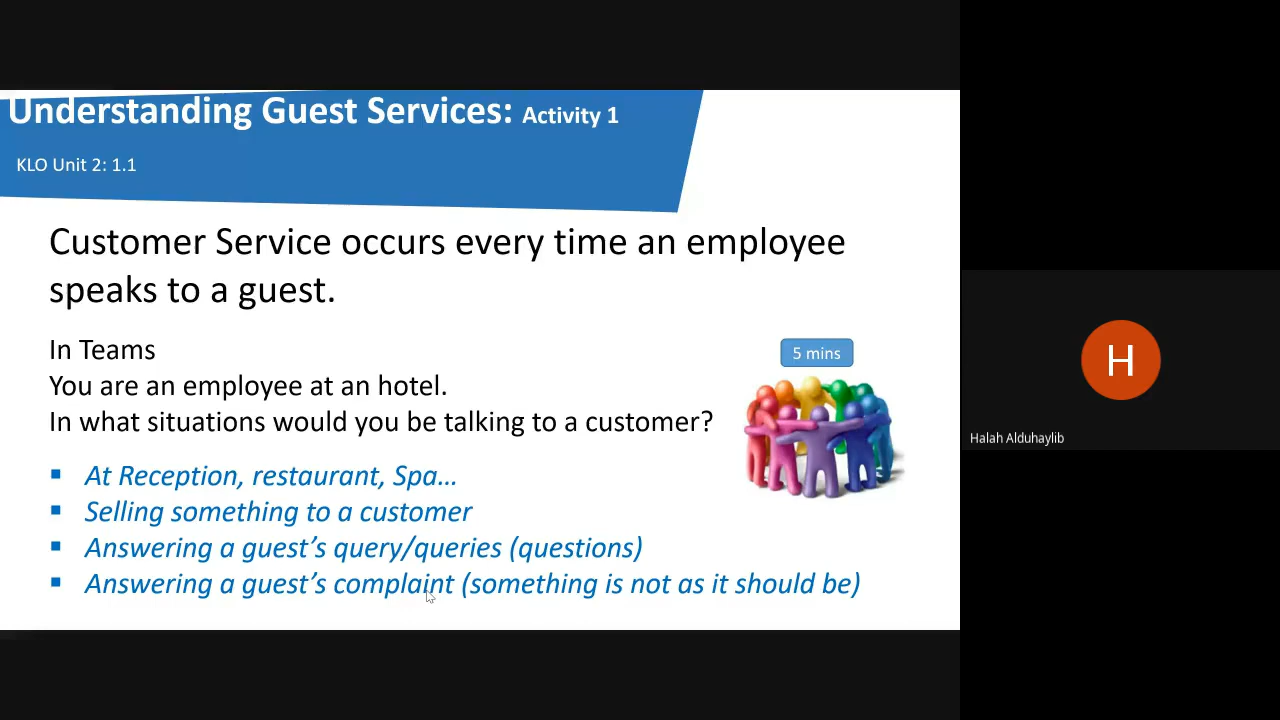 Understanding Guest Services: Activity 1
KLO Unit 2: 1.1
Customer Service occurs every time an employee
speaks to a guest.
In Teams
You are an employee at an hotel.
In what situations would you be talking to a customer?
5 mins
▪ At Reception, restaurant, Spa…
▪ Selling something to a customer
▪ Answering a guest’s query/queries (questions)
▪ Answering a guest’s complaint (something is not as it should be)
H
Halah Alduhaylib